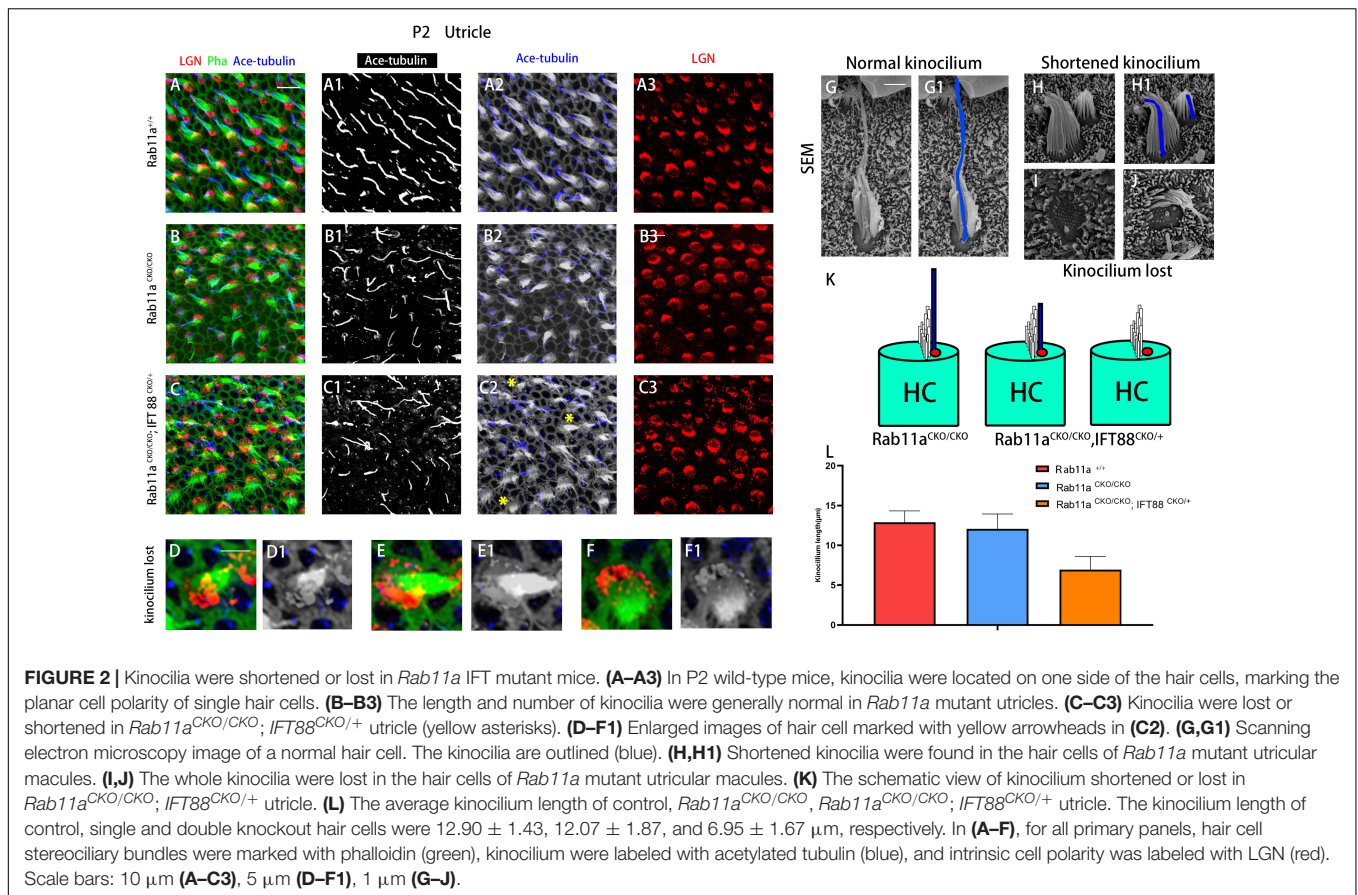 P2 Utricle
LGN Pha Ace-tubulin
Ace-tubulin
Ace-tubulin
LGN
Rab11a+/+
A
A1
A2
A3
Rab11a CKO/CKO
B
B1
B2
B3
Rab11a CKO/CKO; IFT 88 CKO/+
C
C1
C2
C3
*
*
*
kinocilium lost
D
D1
E
E1
F
F1
SEM
Normal kinocilium
G
G1
Shortened kinocilium
H
H1
I
J
Kinocilium lost
K
HC
HC
HC
Rab11aCKO/CKO
Rab11aCKO/CKO,IFT88CKO/+
L
Kinocillium length(μm)
20
15
10
5
0
Rab11a +/+
Rab11a CKO/CKO
Rab11a CKO/CKO; IFT88 CKO/+
FIGURE 2 | Kinocilia were shortened or lost in Rab11a IFT mutant mice. (A–A3) In P2 wild-type mice, kinocilia were located on one side of the hair cells, marking the
planar cell polarity of single hair cells. (B–B3) The length and number of kinocilia were generally normal in Rab11a mutant utricles. (C–C3) Kinocilia were lost or
shortened in Rab11aCKO/CKO; IFT88CKO/+ utricle (yellow asterisks). (D–F1) Enlarged images of hair cell marked with yellow arrowheads in (C2). (G,G1) Scanning
electron microscopy image of a normal hair cell. The kinocilia are outlined (blue). (H,H1) Shortened kinocilia were found in the hair cells of Rab11a mutant utricular
macules. (I,J) The whole kinocilia were lost in the hair cells of Rab11a mutant utricular macules. (K) The schematic view of kinocilium shortened or lost in
Rab11aCKO/CKO; IFT88CKO/+ utricle. (L) The average kinocilium length of control, Rab11aCKO/CKO, Rab11aCKO/CKO; IFT88CKO/+ utricle. The kinocilium length of
control, single and double knockout hair cells were 12.90 ± 1.43, 12.07 ± 1.87, and 6.95 ± 1.67 μm, respectively. In (A–F), for all primary panels, hair cell
stereociliary bundles were marked with phalloidin (green), kinocilium were labeled with acetylated tubulin (blue), and intrinsic cell polarity was labeled with LGN (red).
Scale bars: 10 μm (A–C3), 5 μm (D–F1), 1 μm (G–J).